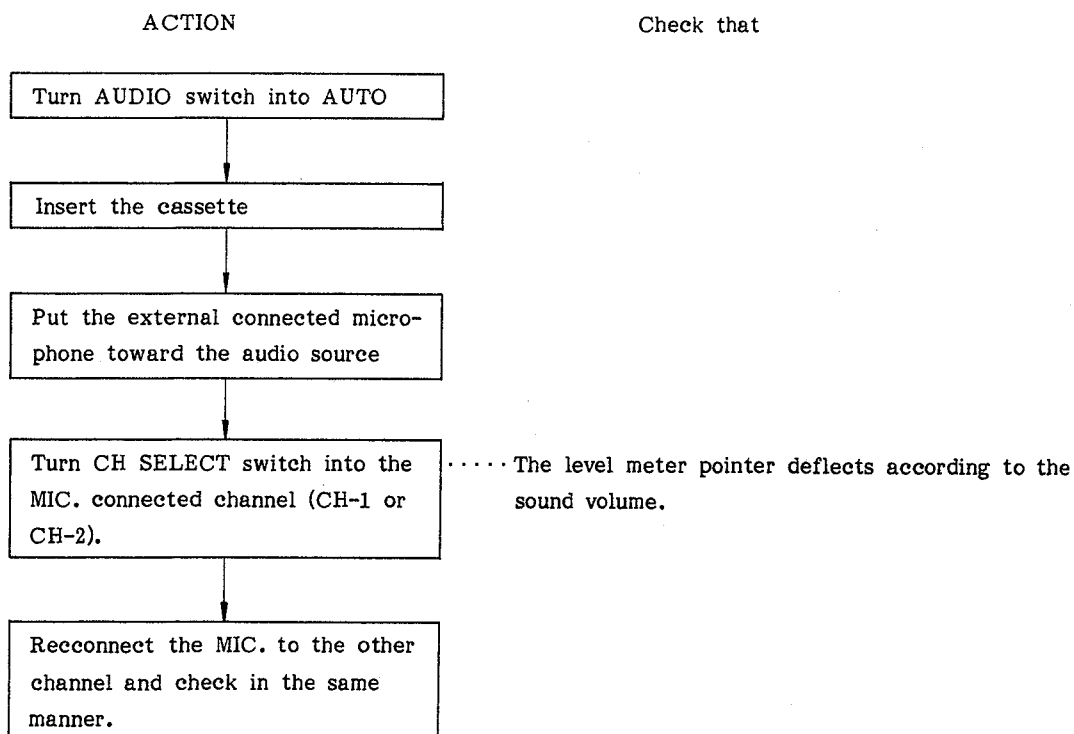 ACTION
Check that
Turn AUDIO switch into AUTO
Insert the cassette
Put the external connected micro-
phone toward the audio source
Turn CH SELECT switch into the
MIC. connected channel (CH-1 or
CH-2).
·····The level meter pointer deflects according to the
sound volume.
Recconnect the MIC. to the other
channel and check in the same
manner.